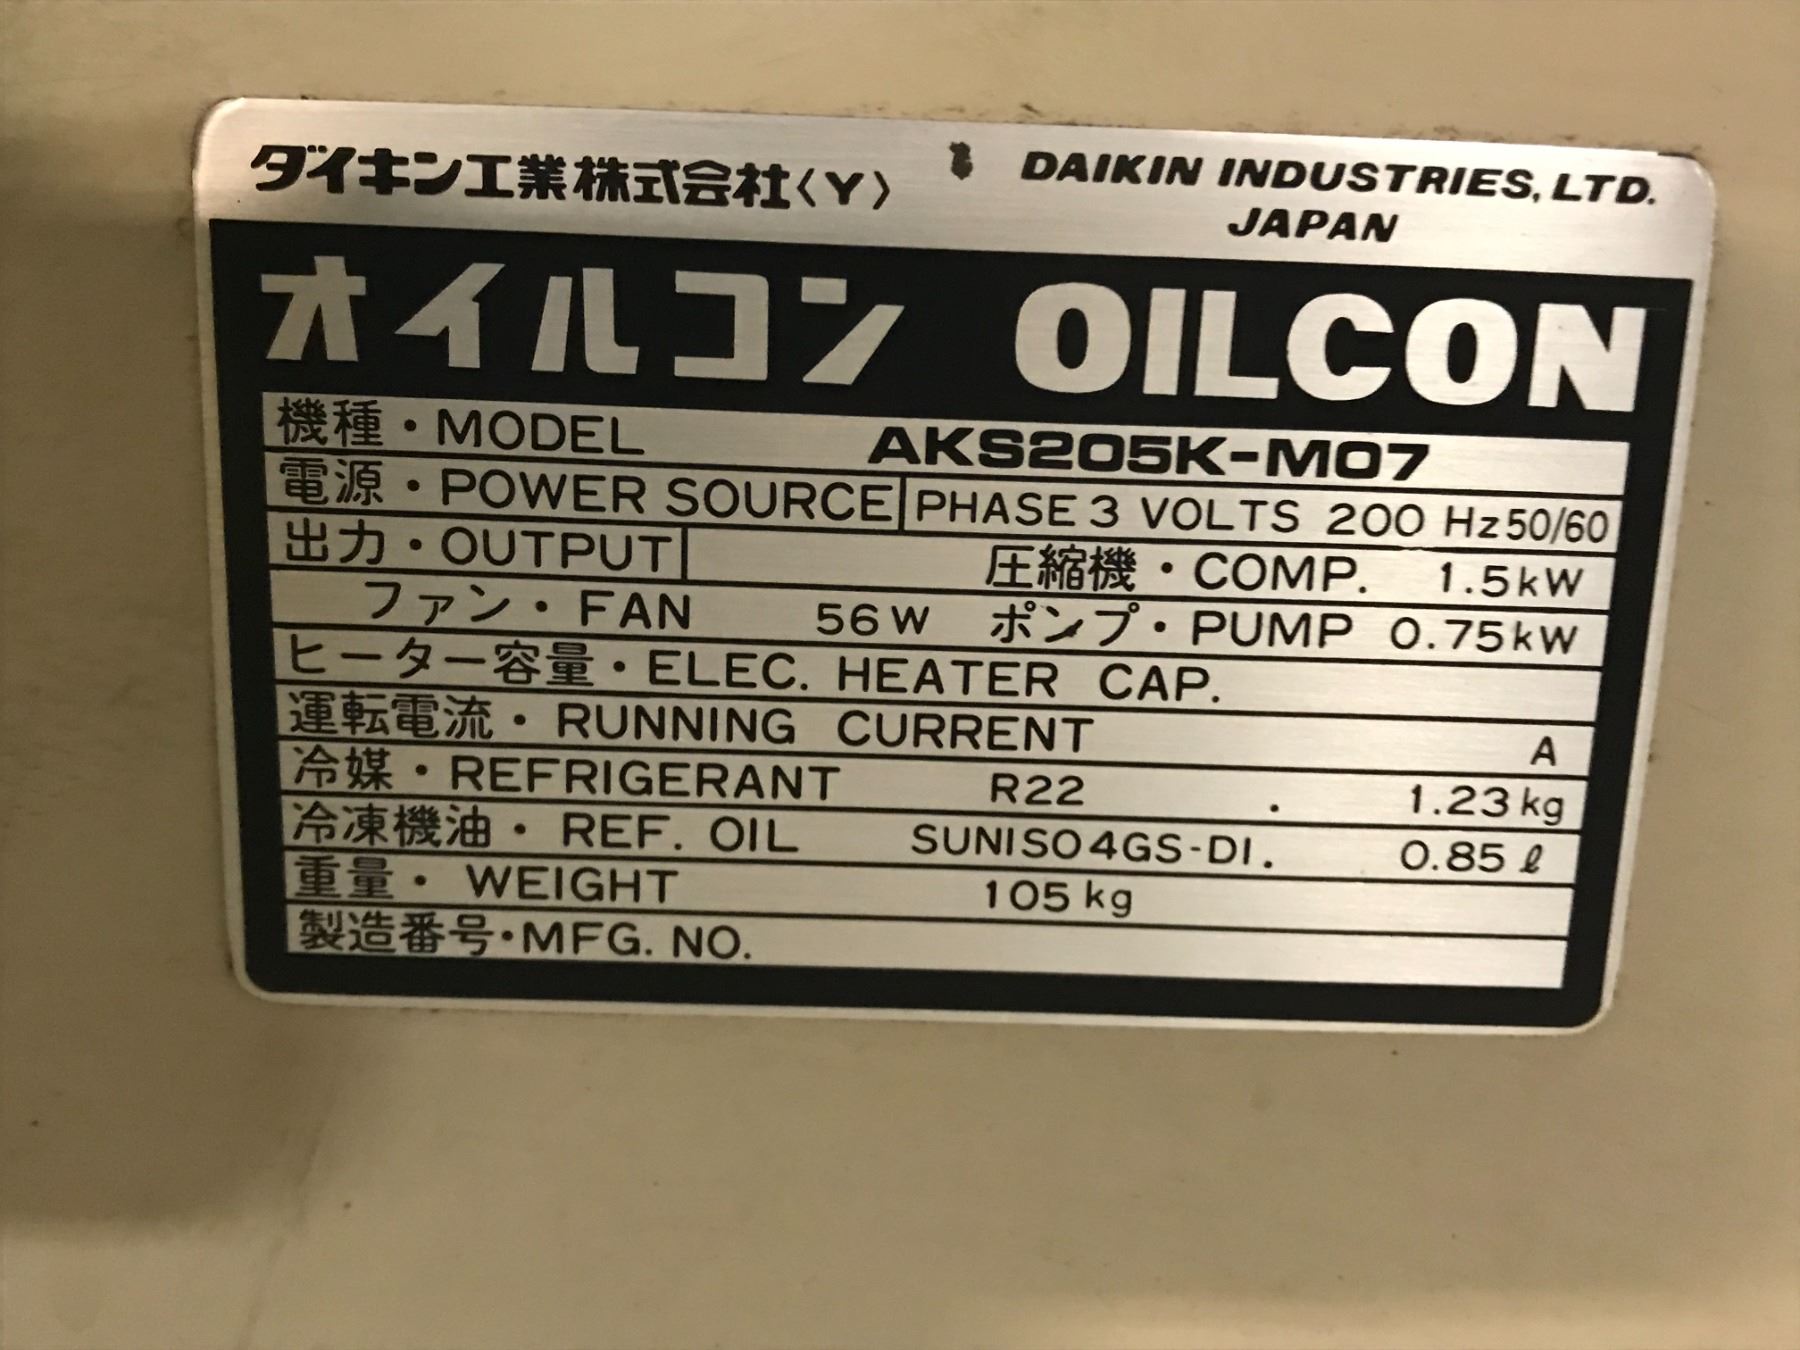 ダイキン工業株式会社〈Y〉 DAIKIN INDUSTRIES, LTD.
JAPAN
オイルコン OILCON
機種・MODEL AKS205K-M07
電源・POWER SOURCE PHASE 3 VOLTS 200 Hz 50/60
出力・OUTPUT 圧縮機・COMP. 1.5kW
ファン・FAN 56W ポンプ・PUMP 0.75kW
ヒーター容量・ELEC. HEATER CAP.
運転電流・RUNNING CURRENT A
冷媒・REFRIGERANT R22 . 1.23kg
冷凍機油・REF. OIL SUNISO4GS-DI. 0.85ℓ
重量・WEIGHT 105kg
製造番号・MFG. NO.